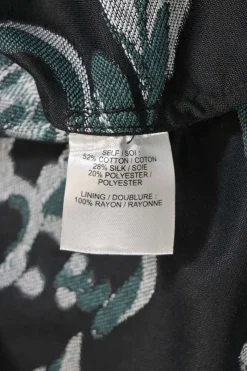 SELF / SOI :
52% COTTON / COTON
28% SILK / SOIE
20% POLYESTER /
POLYESTER
LINING / DOUBLURE :
100% RAYON / RAYONNE